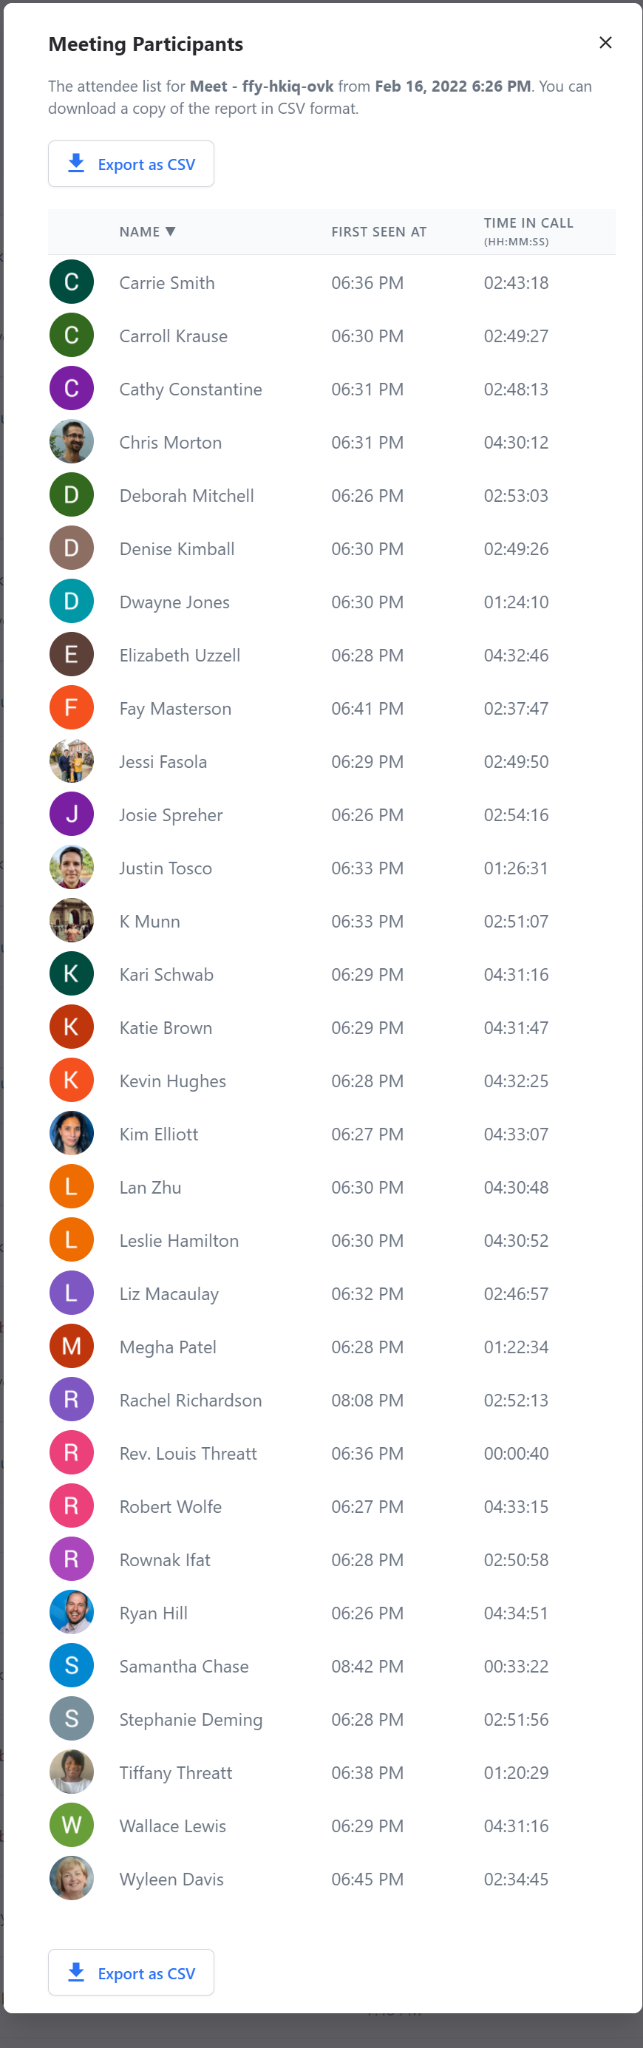 Meeting Participants
The attendee list for Meet - ffy-hkiq-ovk from Feb 16, 2022 6:26 PM. You can
download a copy of the report in CSV format.
Export as CSV
NAME ▼ FIRST SEEN AT TIME IN CALL
(HH:MM:SS)
C Carrie Smith 06:36 PM 02:43:18
C Carroll Krause 06:30 PM 02:49:27
C Cathy Constantine 06:31 PM 02:48:13
Chris Morton 06:31 PM 04:30:12
D Deborah Mitchell 06:26 PM 02:53:03
D Denise Kimball 06:30 PM 02:49:26
D Dwayne Jones 06:30 PM 01:24:10
E Elizabeth Uzzell 06:28 PM 04:32:46
F Fay Masterson 06:41 PM 02:37:47
Jessi Fasola 06:29 PM 02:49:50
J Josie Spreher 06:26 PM 02:54:16
Justin Tosco 06:33 PM 01:26:31
K Munn 06:33 PM 02:51:07
K Kari Schwab 06:29 PM 04:31:16
K Katie Brown 06:29 PM 04:31:47
K Kevin Hughes 06:28 PM 04:32:25
Kim Elliott 06:27 PM 04:33:07
L Lan Zhu 06:30 PM 04:30:48
L Leslie Hamilton 06:30 PM 04:30:52
L Liz Macaulay 06:32 PM 02:46:57
M Megha Patel 06:28 PM 01:22:34
R Rachel Richardson 08:08 PM 02:52:13
R Rev. Louis Threatt 06:36 PM 00:00:40
R Robert Wolfe 06:27 PM 04:33:15
R Rownak Ifat 06:28 PM 02:50:58
Ryan Hill 06:26 PM 04:34:51
S Samantha Chase 08:42 PM 00:33:22
S Stephanie Deming 06:28 PM 02:51:56
Tiffany Threatt 06:38 PM 01:20:29
W Wallace Lewis 06:29 PM 04:31:16
Wyleen Davis 06:45 PM 02:34:45
Export as CSV